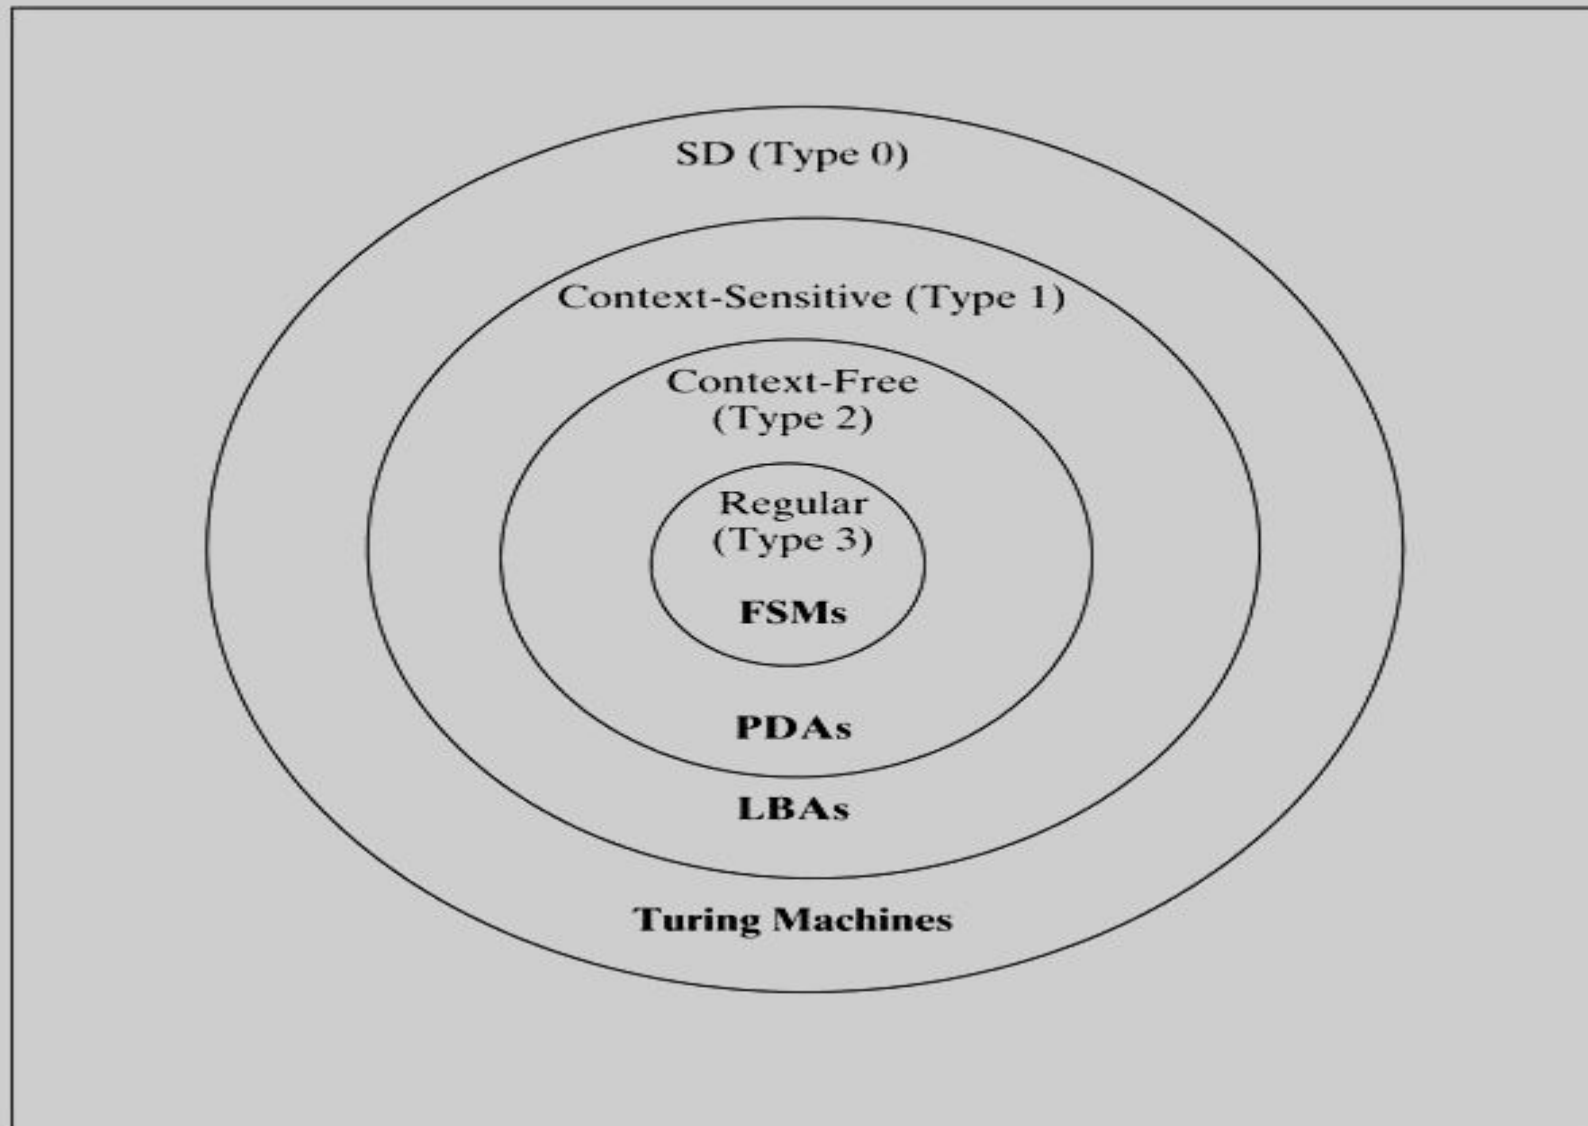 SD (Type 0)
Context-Sensitive (Type 1)
Context-Free
(Type 2)
Regular
(Type 3)
FSMs
PDAs
LBAs
Turing Machines